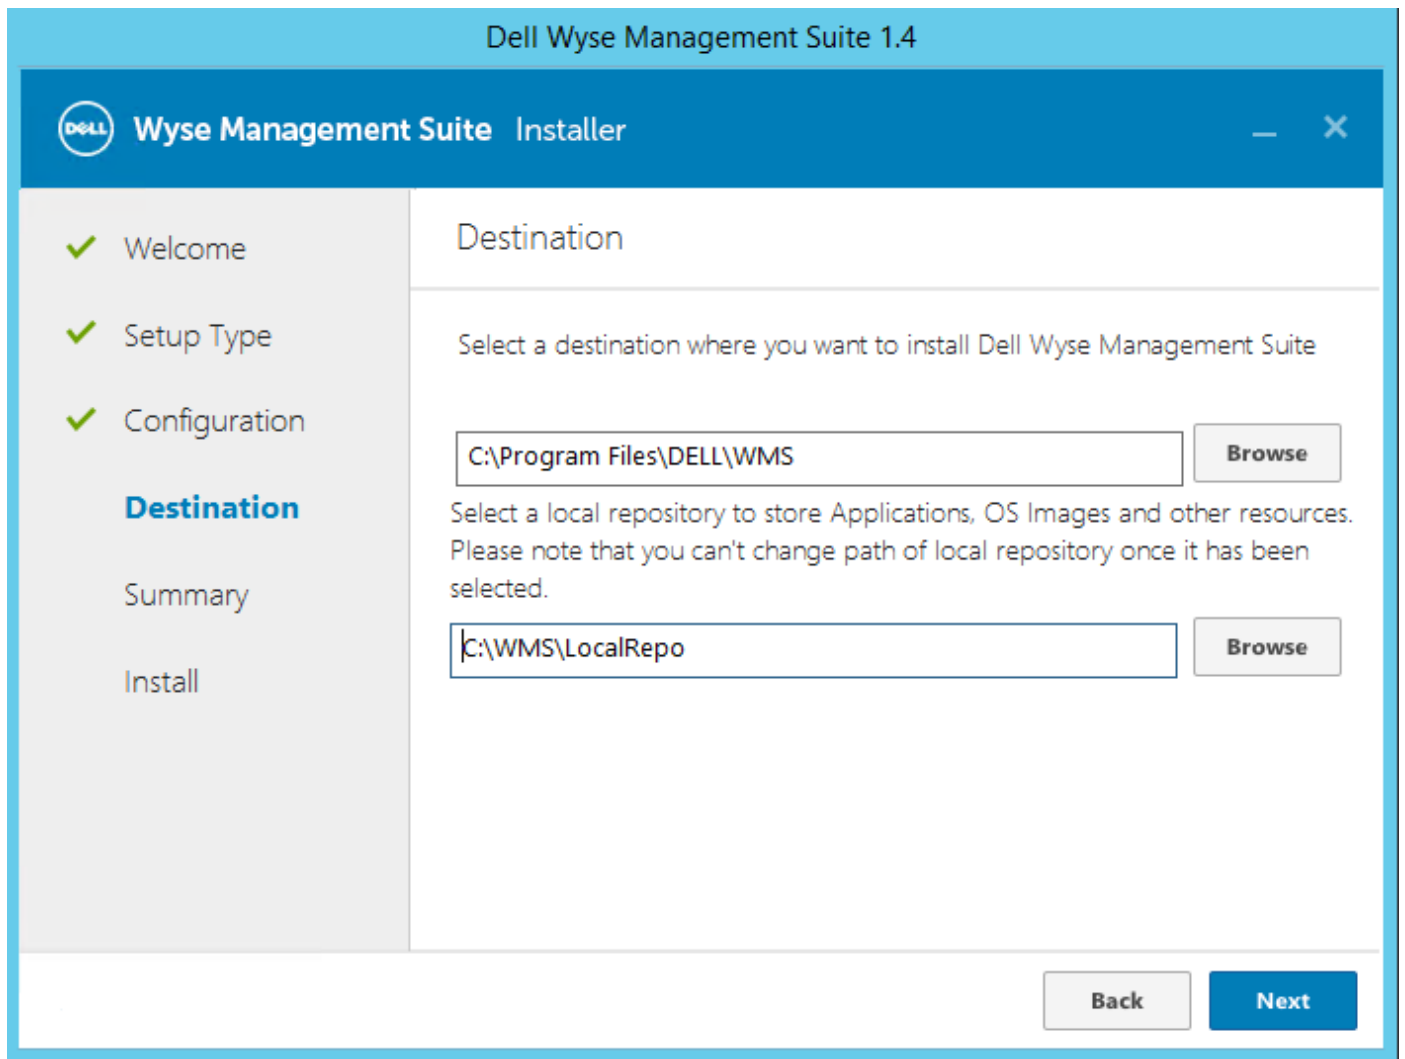 Dell Wyse Management Suite 1.4
DELL Wyse Management Suite Installer
Welcome
Setup Type
Configuration
Destination
Summary
Install
Destination
Select a destination where you want to install Dell Wyse Management Suite
C:\Program Files\DELL\WMS
Browse
Select a local repository to store Applications, OS Images and other resources.
Please note that you can't change path of local repository once it has been
selected.
C:\WMS\LocalRepo
Browse
Back
Next